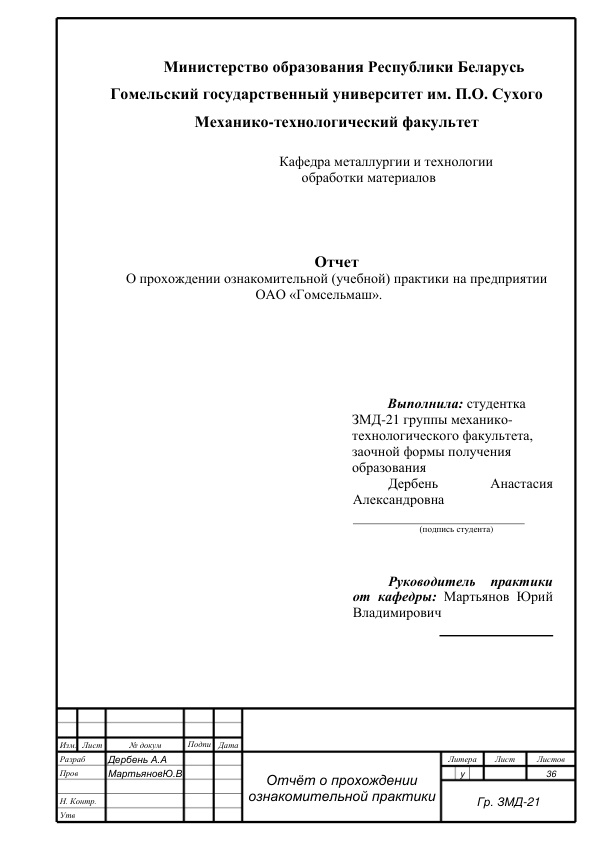 Министерство образования Республики Беларусь
Гомельский государственный университет им. П.О. Сухого
Механико-технологический факультет
Кафедра металлургии и технологии
обработки материалов
Отчет
О прохождении ознакомительной (учебной) практики на предприятии
ОАО «Гомсельмаш».
Выполнила: студентка
ЗМД-21 группы механико-
технологического факультета,
заочной формы получения
образования
Дербень Анастасия
Александровна
(подпись студента)
Руководитель практики
от кафедры: Мартьянов Юрий
Владимирович
Изм. Лист № докум Подпи Дата
Разраб Дербень А.А
Пров МартьяновЮ.В
Н. Контр.
Утв
Отчёт о прохождении
ознакомительной практики
Литера Лист Листов
у 36
Гр. ЗМД-21